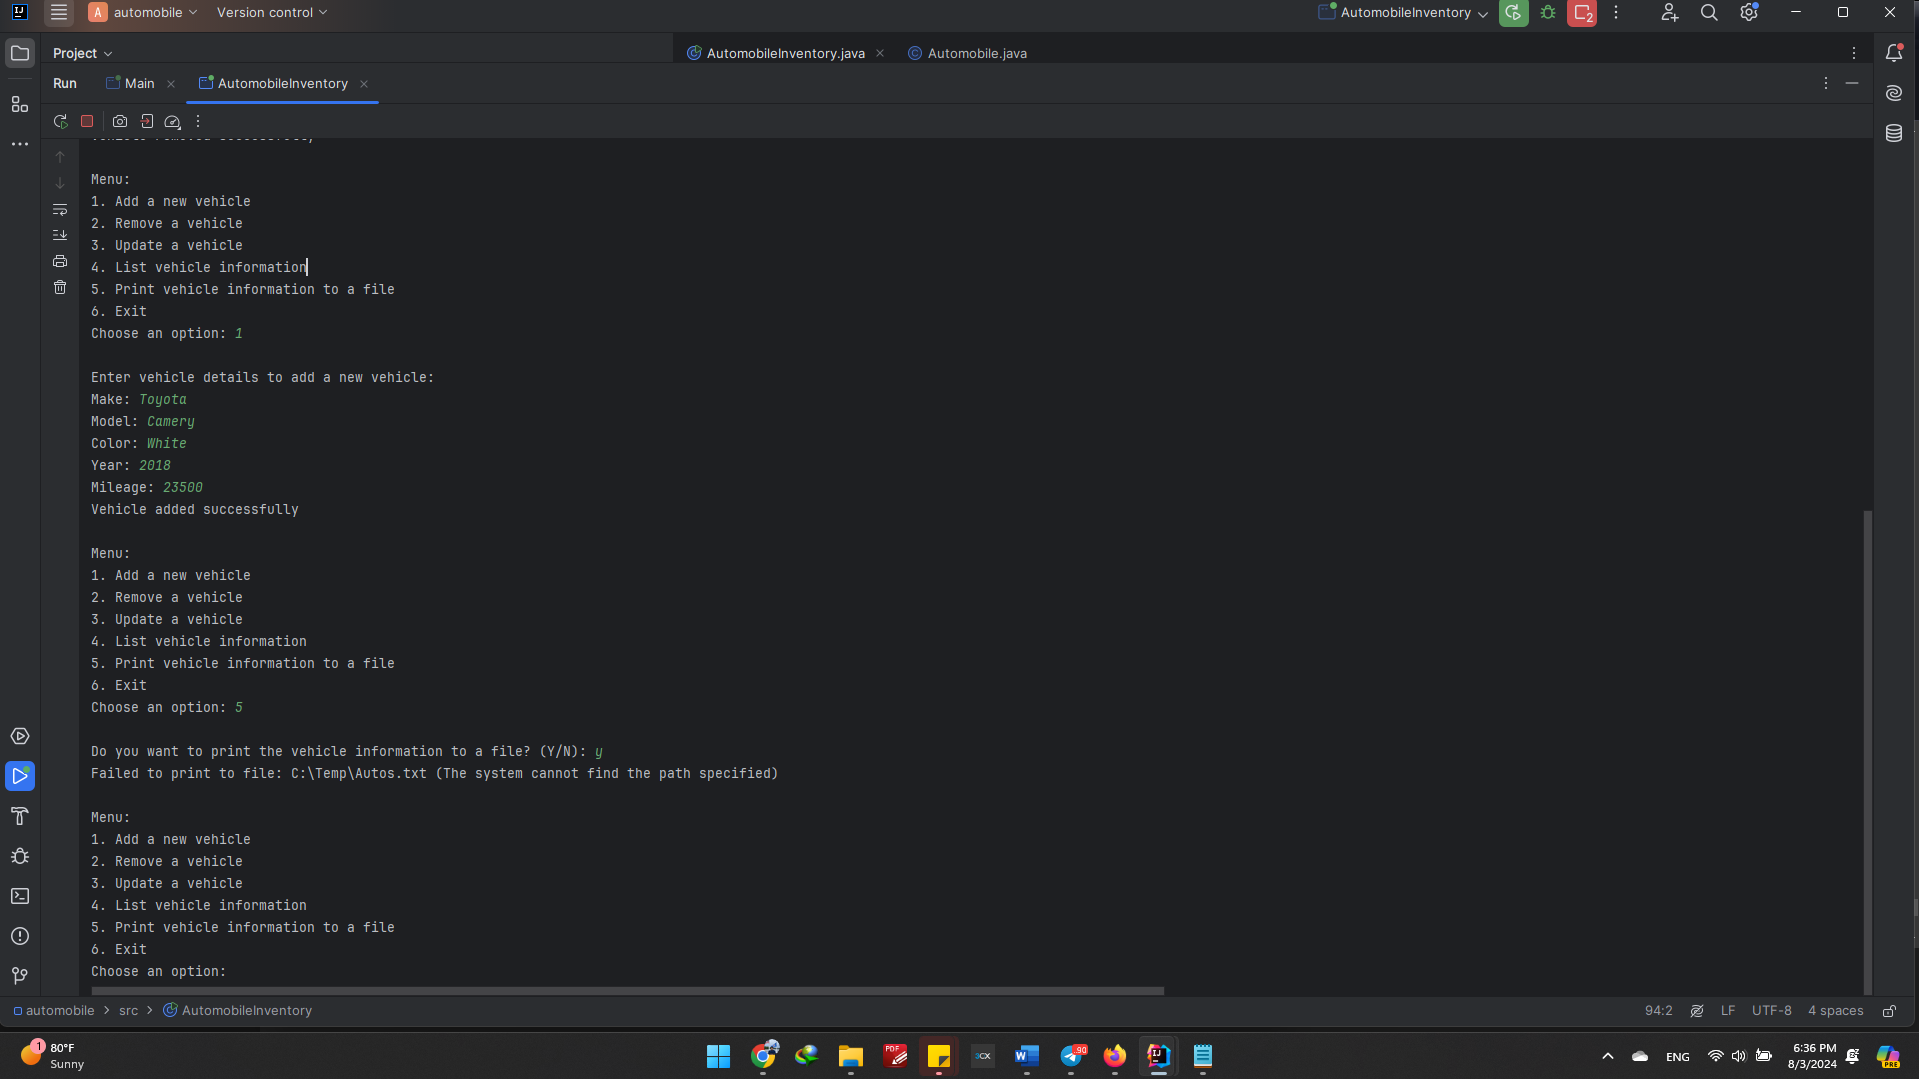 automobile
Version control
AutomobileInventory
2
Project
AutomobileInventory.java
Automobile.java
Run
Main
AutomobileInventory
Menu:
1. Add a new vehicle
2. Remove a vehicle
3. Update a vehicle
4. List vehicle information
5. Print vehicle information to a file
6. Exit
Choose an option: 1
Enter vehicle details to add a new vehicle:
Make: Toyota
Model: Camery
Color: White
Year: 2018
Mileage: 23500
Vehicle added successfully
Menu:
1. Add a new vehicle
2. Remove a vehicle
3. Update a vehicle
4. List vehicle information
5. Print vehicle information to a file
6. Exit
Choose an option: 5
Do you want to print the vehicle information to a file? (Y/N): y
Failed to print to file: C:\Temp\Autos.txt (The system cannot find the path specified)
Menu:
1. Add a new vehicle
2. Remove a vehicle
3. Update a vehicle
4. List vehicle information
5. Print vehicle information to a file
6. Exit
Choose an option:
automobile > src > AutomobileInventory
94:2 LF UTF-8 4 spaces
1
80°F
Sunny
PDF
90
ENG
6:36 PM
8/3/2024
PRE